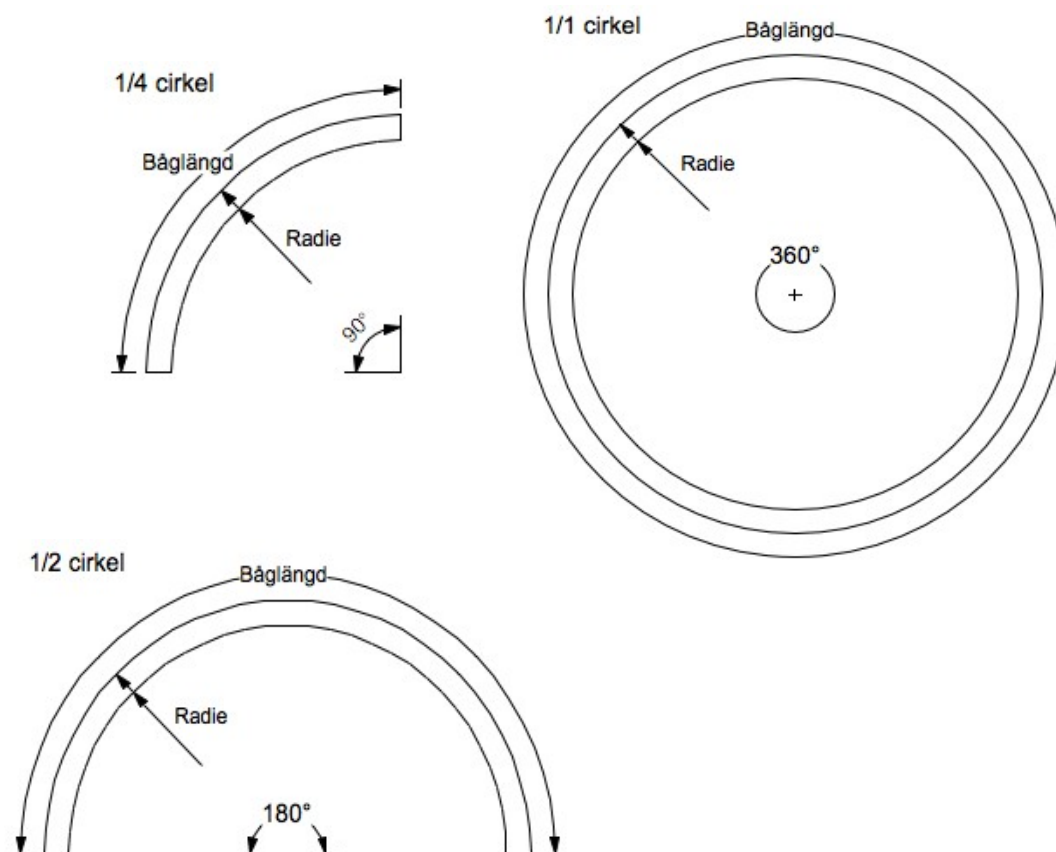 1/4 cirkel
Båglängd
Radie
90°
1/1 cirkel
Båglängd
Radie
360°
1/2 cirkel
Båglängd
Radie
180°